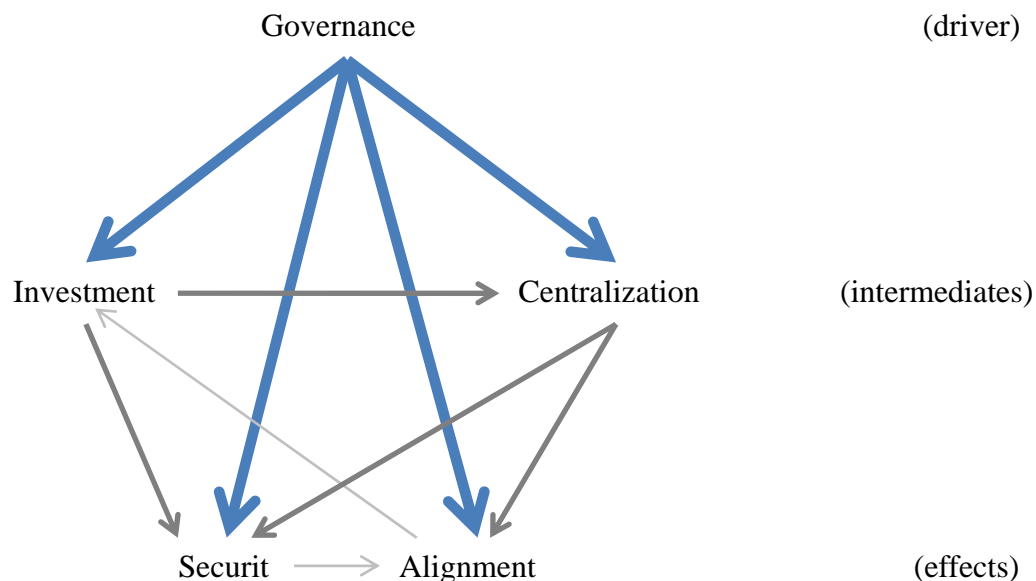 Governance (driver)
Investment Centralization (intermediates)
Securit Alignment (effects)